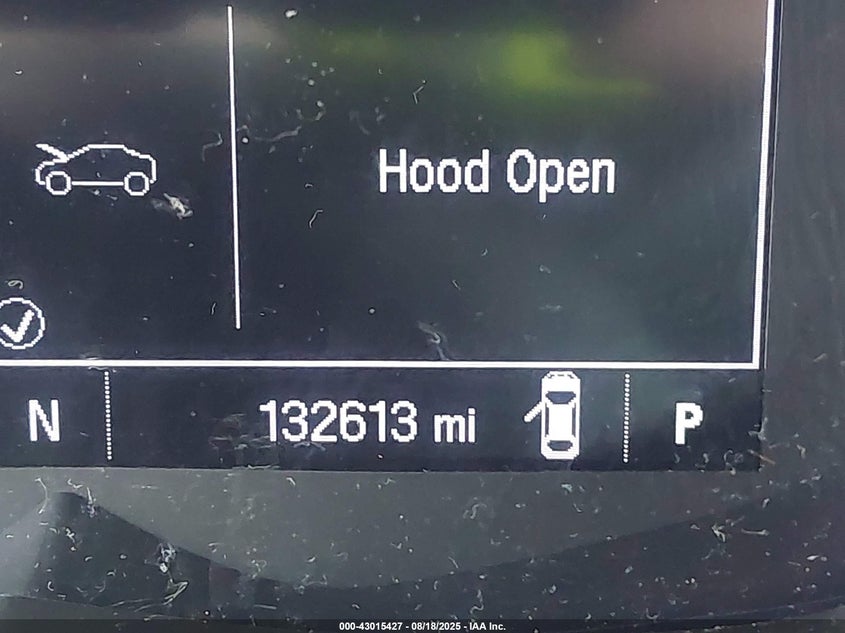 Hood Open
N 132613 mi P
000-43015427 - 08/18/2025 - IAA Inc.